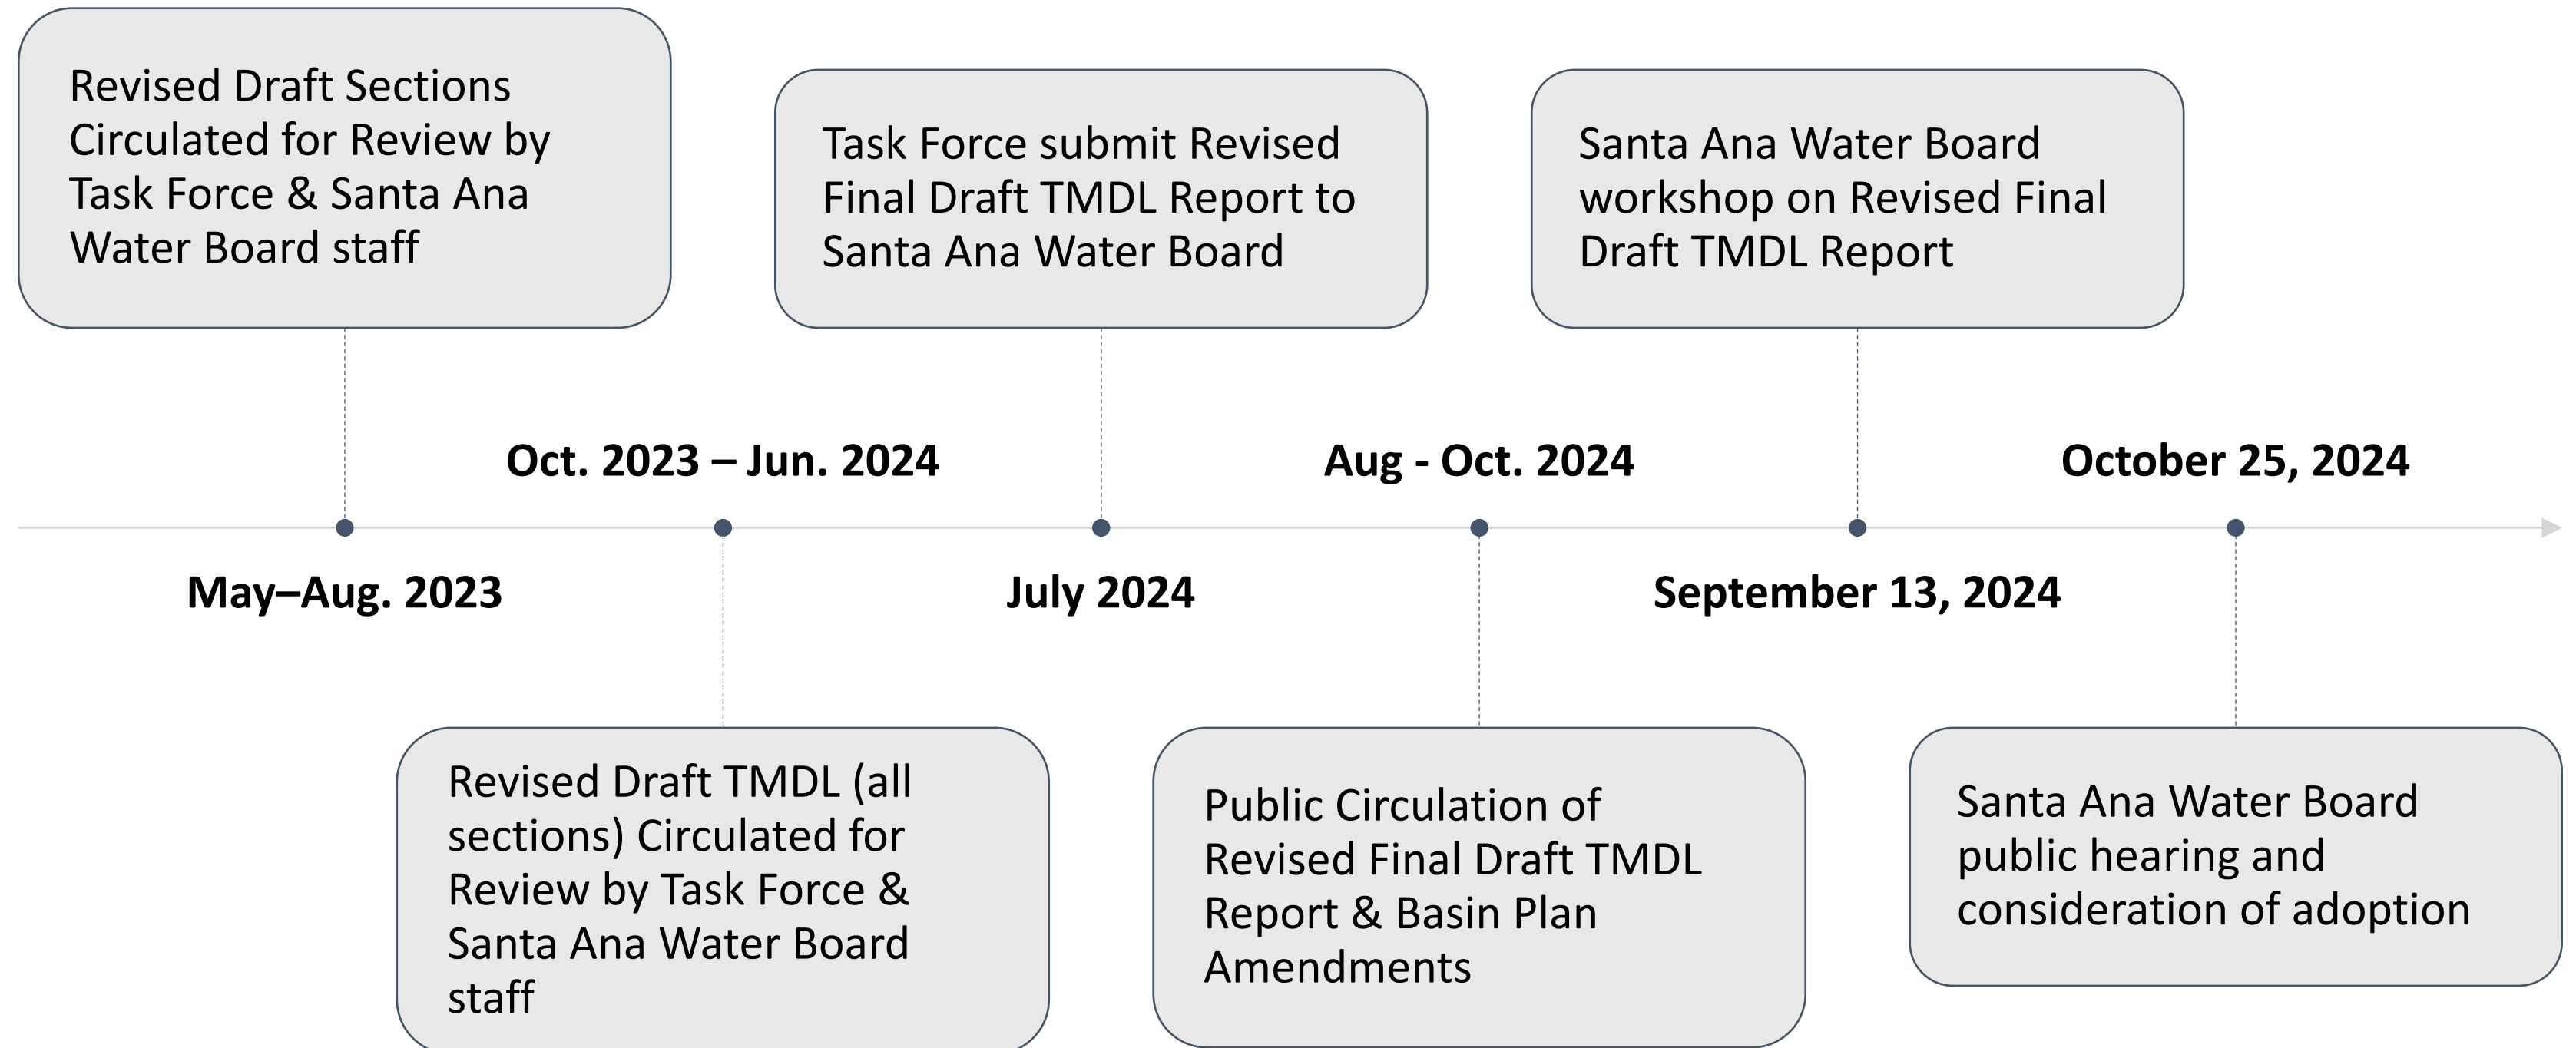 Revised Draft Sections
Circulated for Review by
Task Force & Santa Ana
Water Board staff
Task Force submit Revised
Final Draft TMDL Report to
Santa Ana Water Board
Santa Ana Water Board
workshop on Revised Final
Draft TMDL Report
Oct. 2023 – Jun. 2024
Aug - Oct. 2024
October 25, 2024
May–Aug. 2023
July 2024
September 13, 2024
Revised Draft TMDL (all
sections) Circulated for
Review by Task Force &
Santa Ana Water Board
staff
Public Circulation of
Revised Final Draft TMDL
Report & Basin Plan
Amendments
Santa Ana Water Board
public hearing and
consideration of adoption